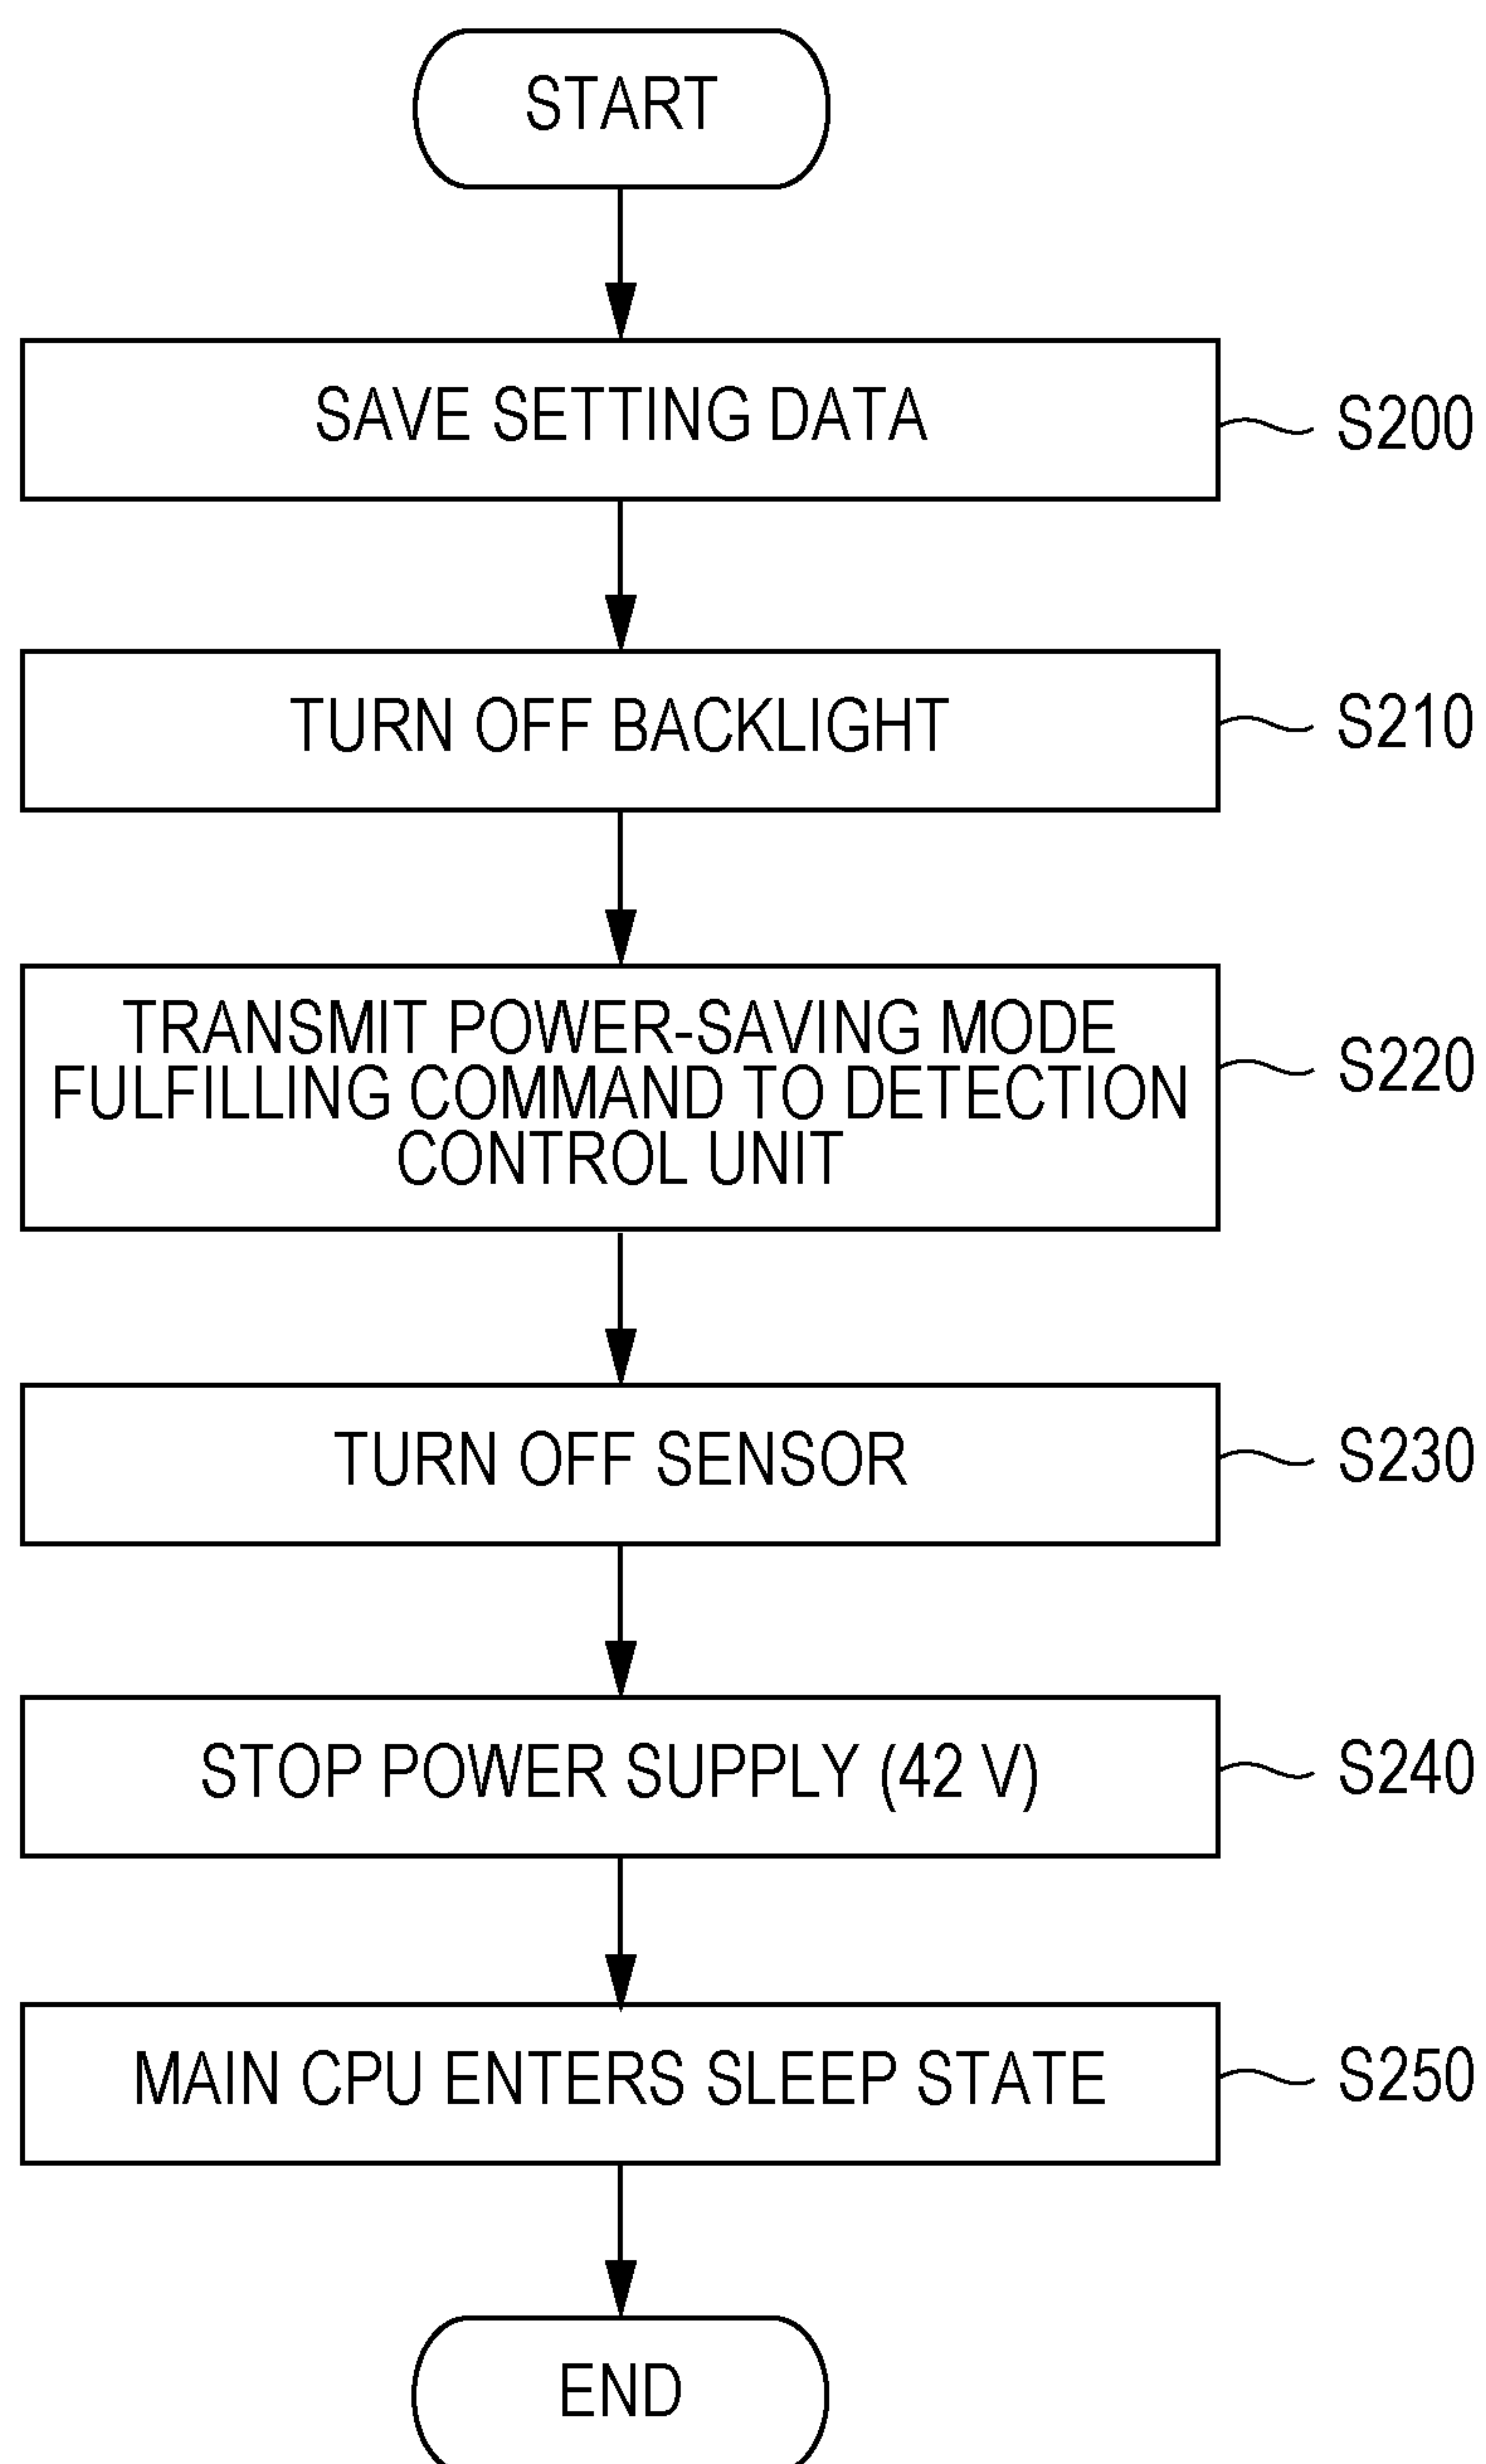 START
SAVE SETTING DATA
S200
TURN OFF BACKLIGHT
S210
TRANSMIT POWER-SAVING MODE
FULFILLING COMMAND TO DETECTION
CONTROL UNIT
S220
TURN OFF SENSOR
S230
STOP POWER SUPPLY (42 V)
S240
MAIN CPU ENTERS SLEEP STATE
S250
END